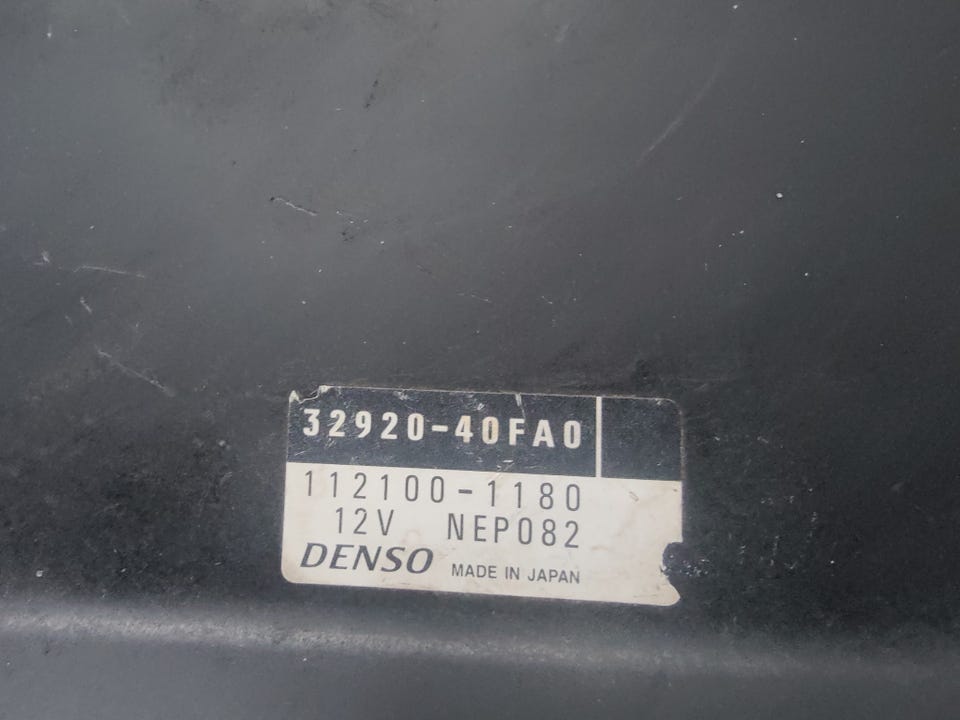 32920-40FA0
112100-1180
12V NEP082
DENSO MADE IN JAPAN